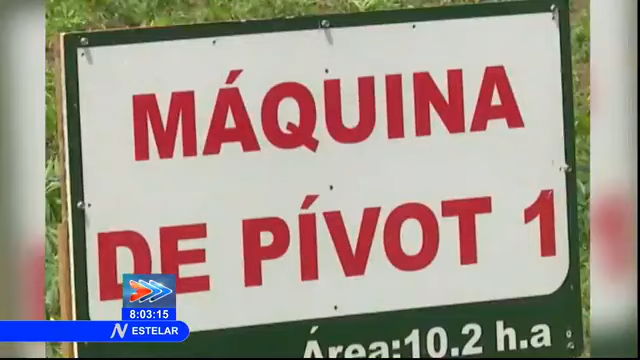 MÁQUINA
DE PÍVOT 1
Área:10.2 h.a
8:03:15
N ESTELAR